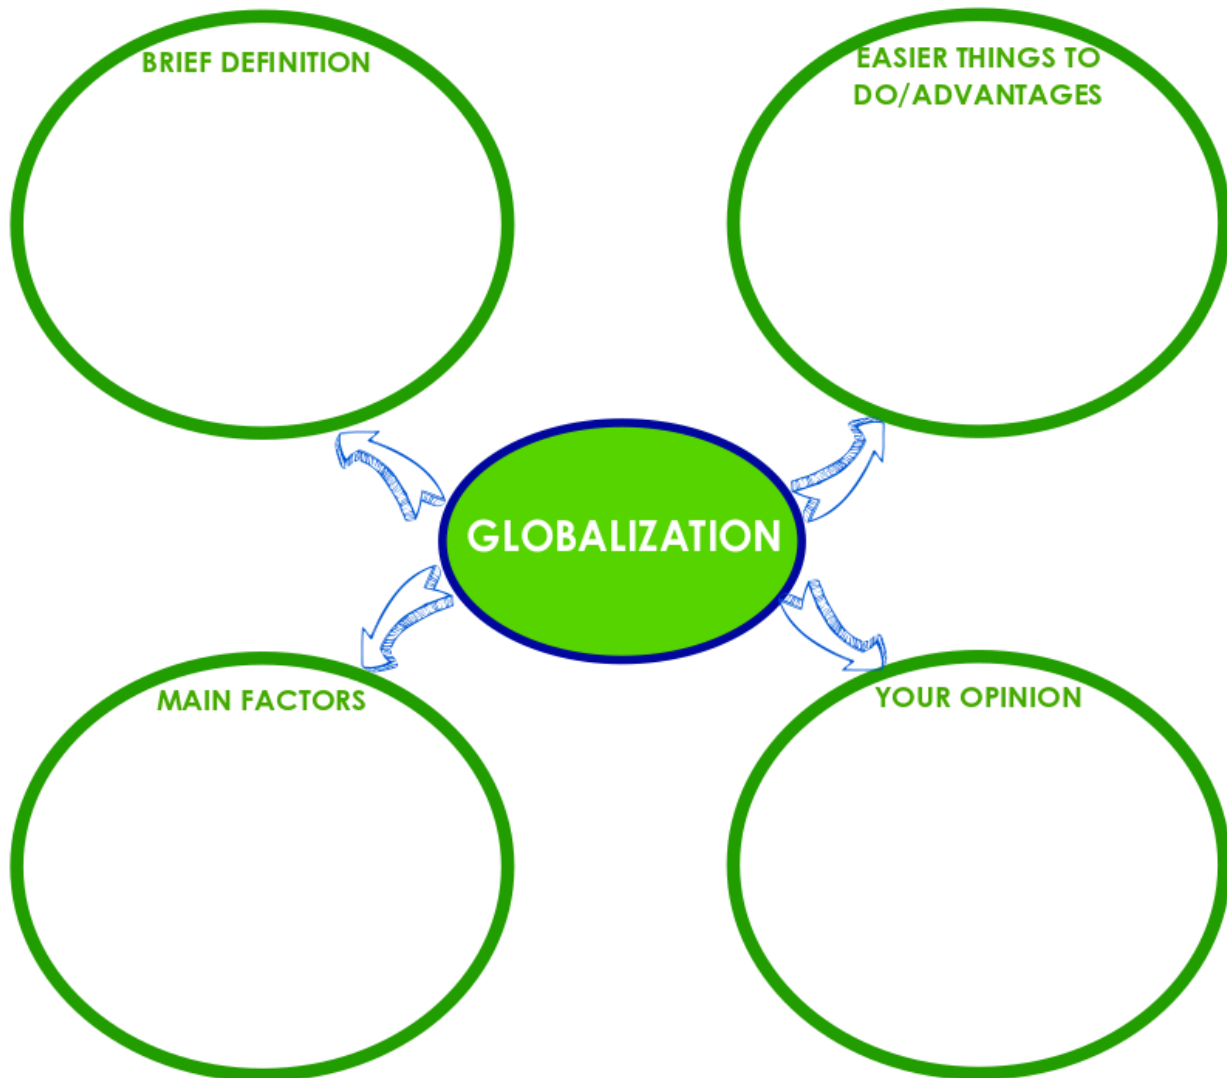 BRIEF DEFINITION
EASIER THINGS TO
DO/ADVANTAGES
GLOBALIZATION
MAIN FACTORS
YOUR OPINION